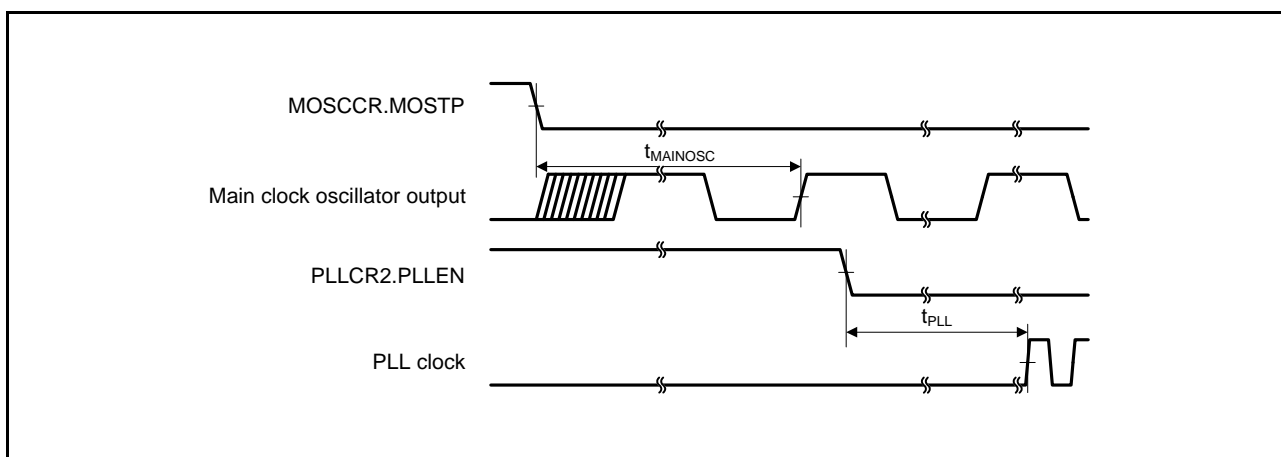 MOSCCR.MOSTP
tMAINOSC
Main clock oscillator output
PLLCR2.PLLEN
tPLL
PLL clock